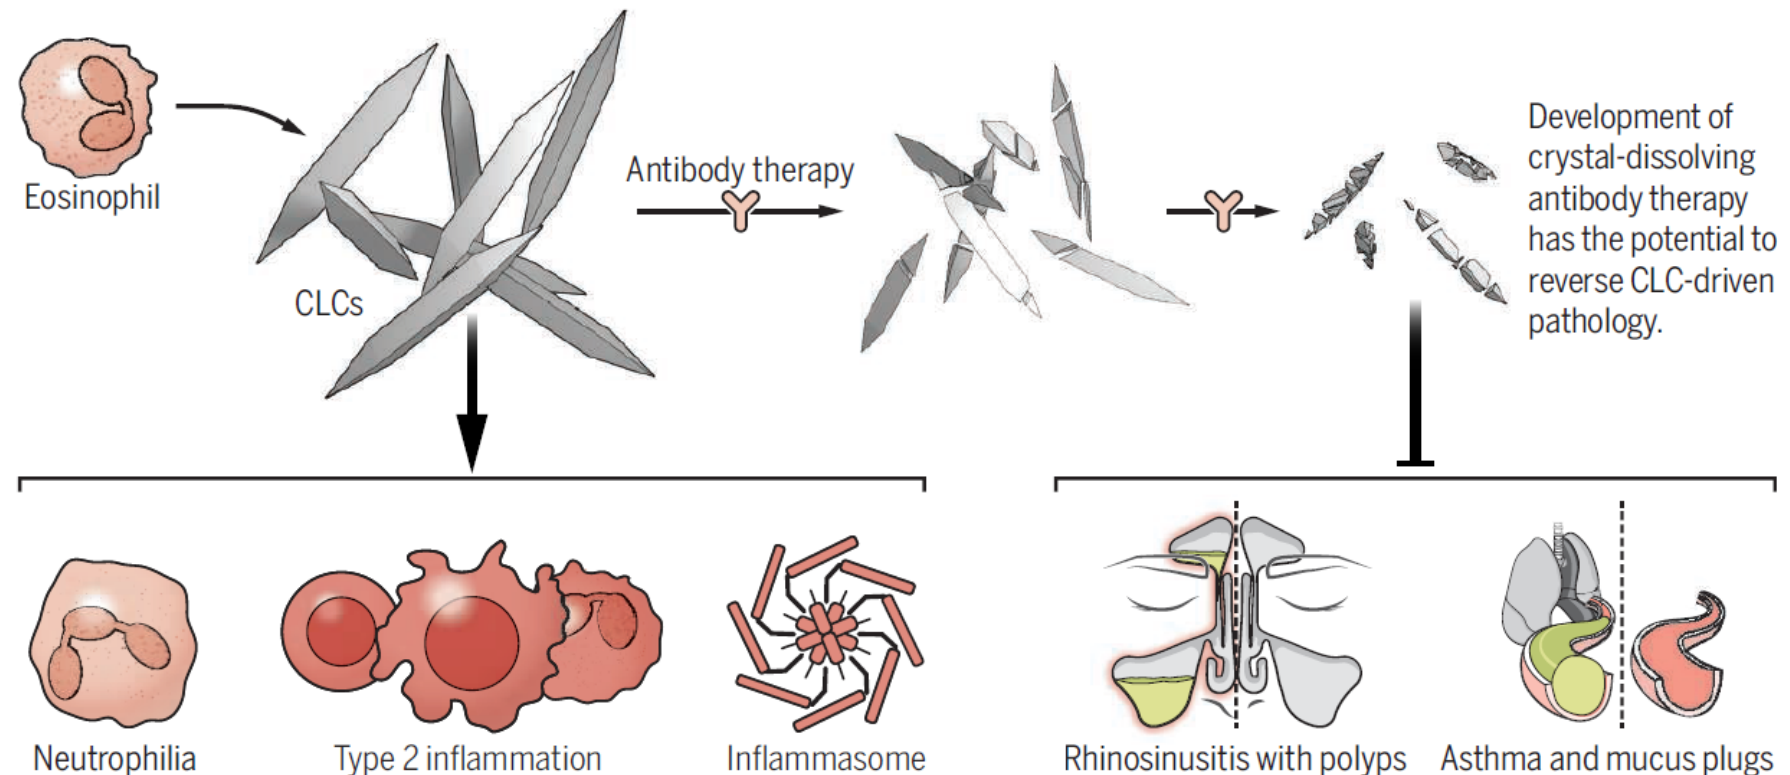 Eosinophil
CLCs
Antibody therapy
Development of
crystal-dissolving
antibody therapy
has the potential to
reverse CLC-driven
pathology.
Neutrophilia
Type 2 inflammation
Inflammasome
Rhinosinusitis with polyps
Asthma and mucus plugs